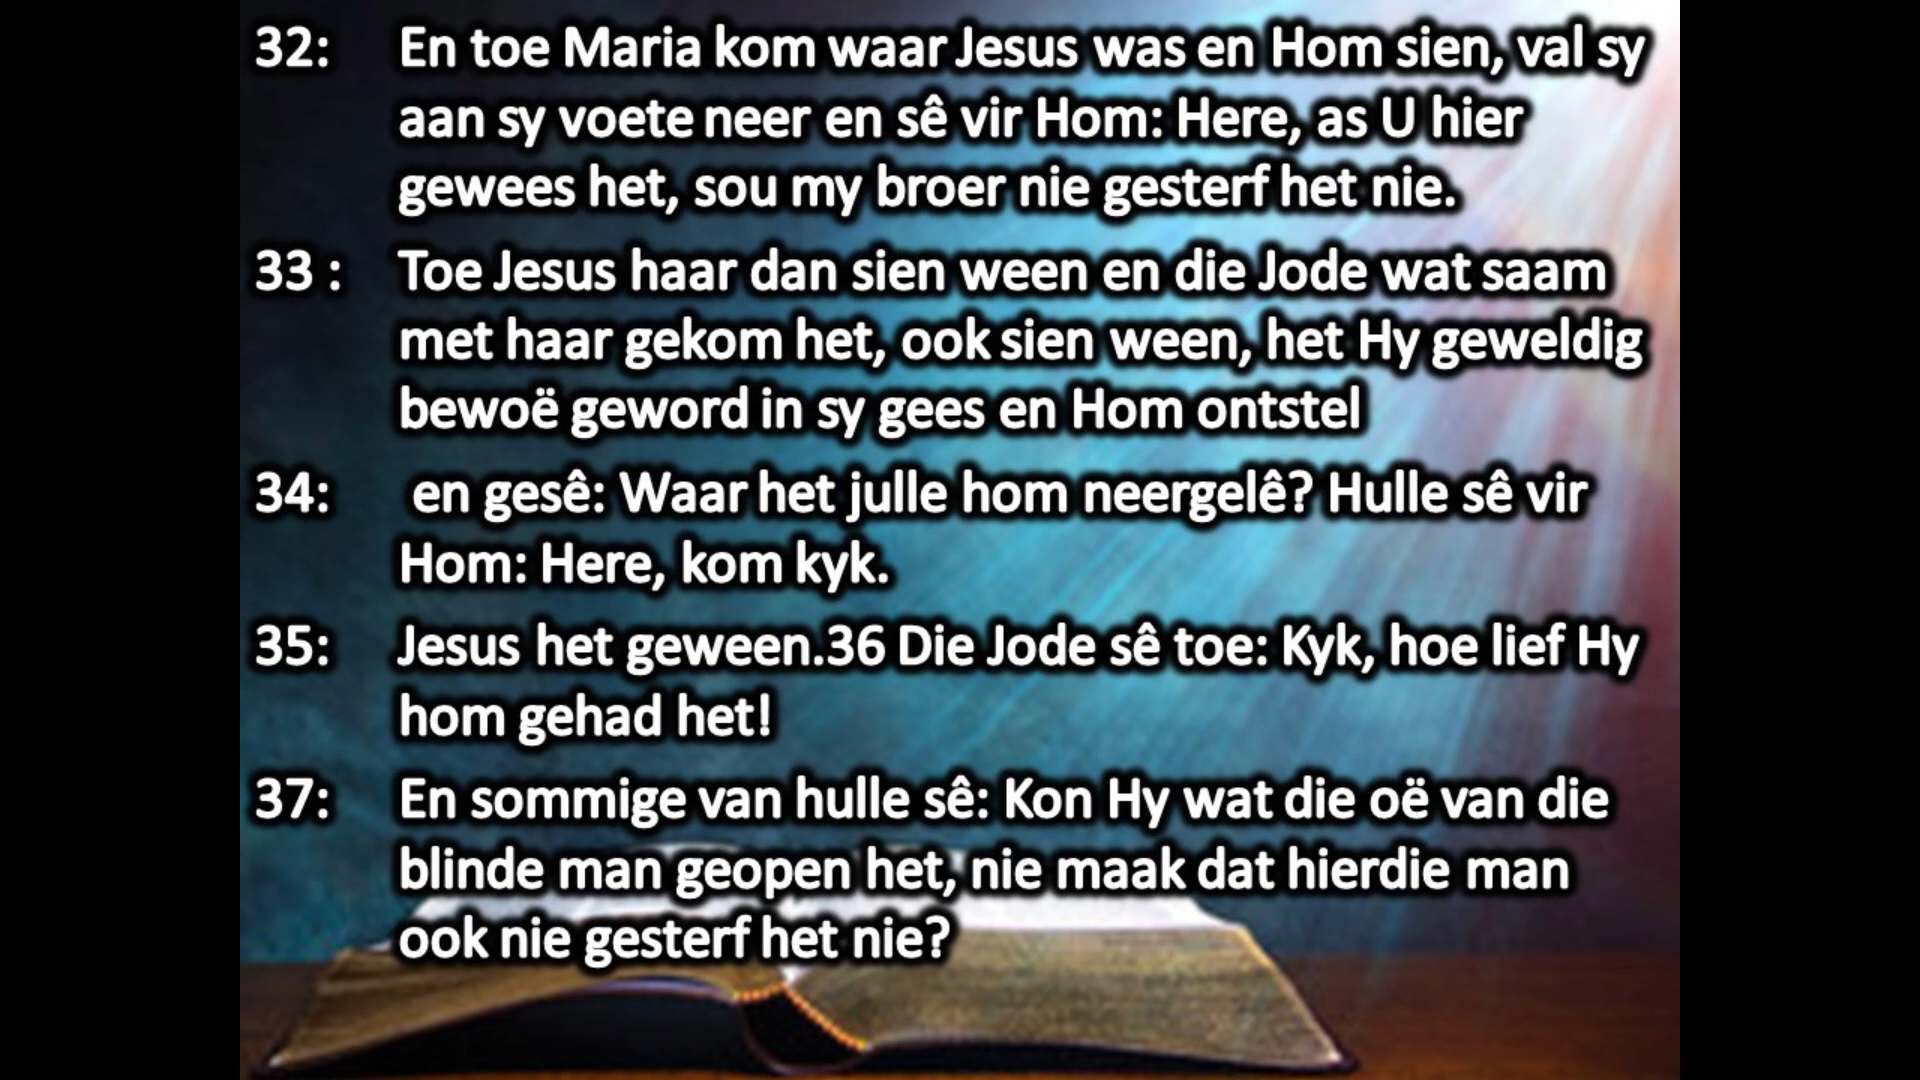 32: En toe Maria kom waar Jesus was en Hom sien, val sy
aan sy voete neer en sê vir Hom: Here, as U hier
gewees het, sou my broer nie gesterf het nie.
33 : Toe Jesus haar dan sien ween en die Jode wat saam
met haar gekom het, ook sien ween, het Hy geweldig
bewoë geword in sy gees en Hom ontstel
34: en gesê: Waar het julle hom neergelê? Hulle sê vir
Hom: Here, kom kyk.
35: Jesus het geween.36 Die Jode sê toe: Kyk, hoe lief Hy
hom gehad het!
37: En sommige van hulle sê: Kon Hy wat die oë van die
blinde man geopen het, nie maak dat hierdie man
ook nie gesterf het nie?